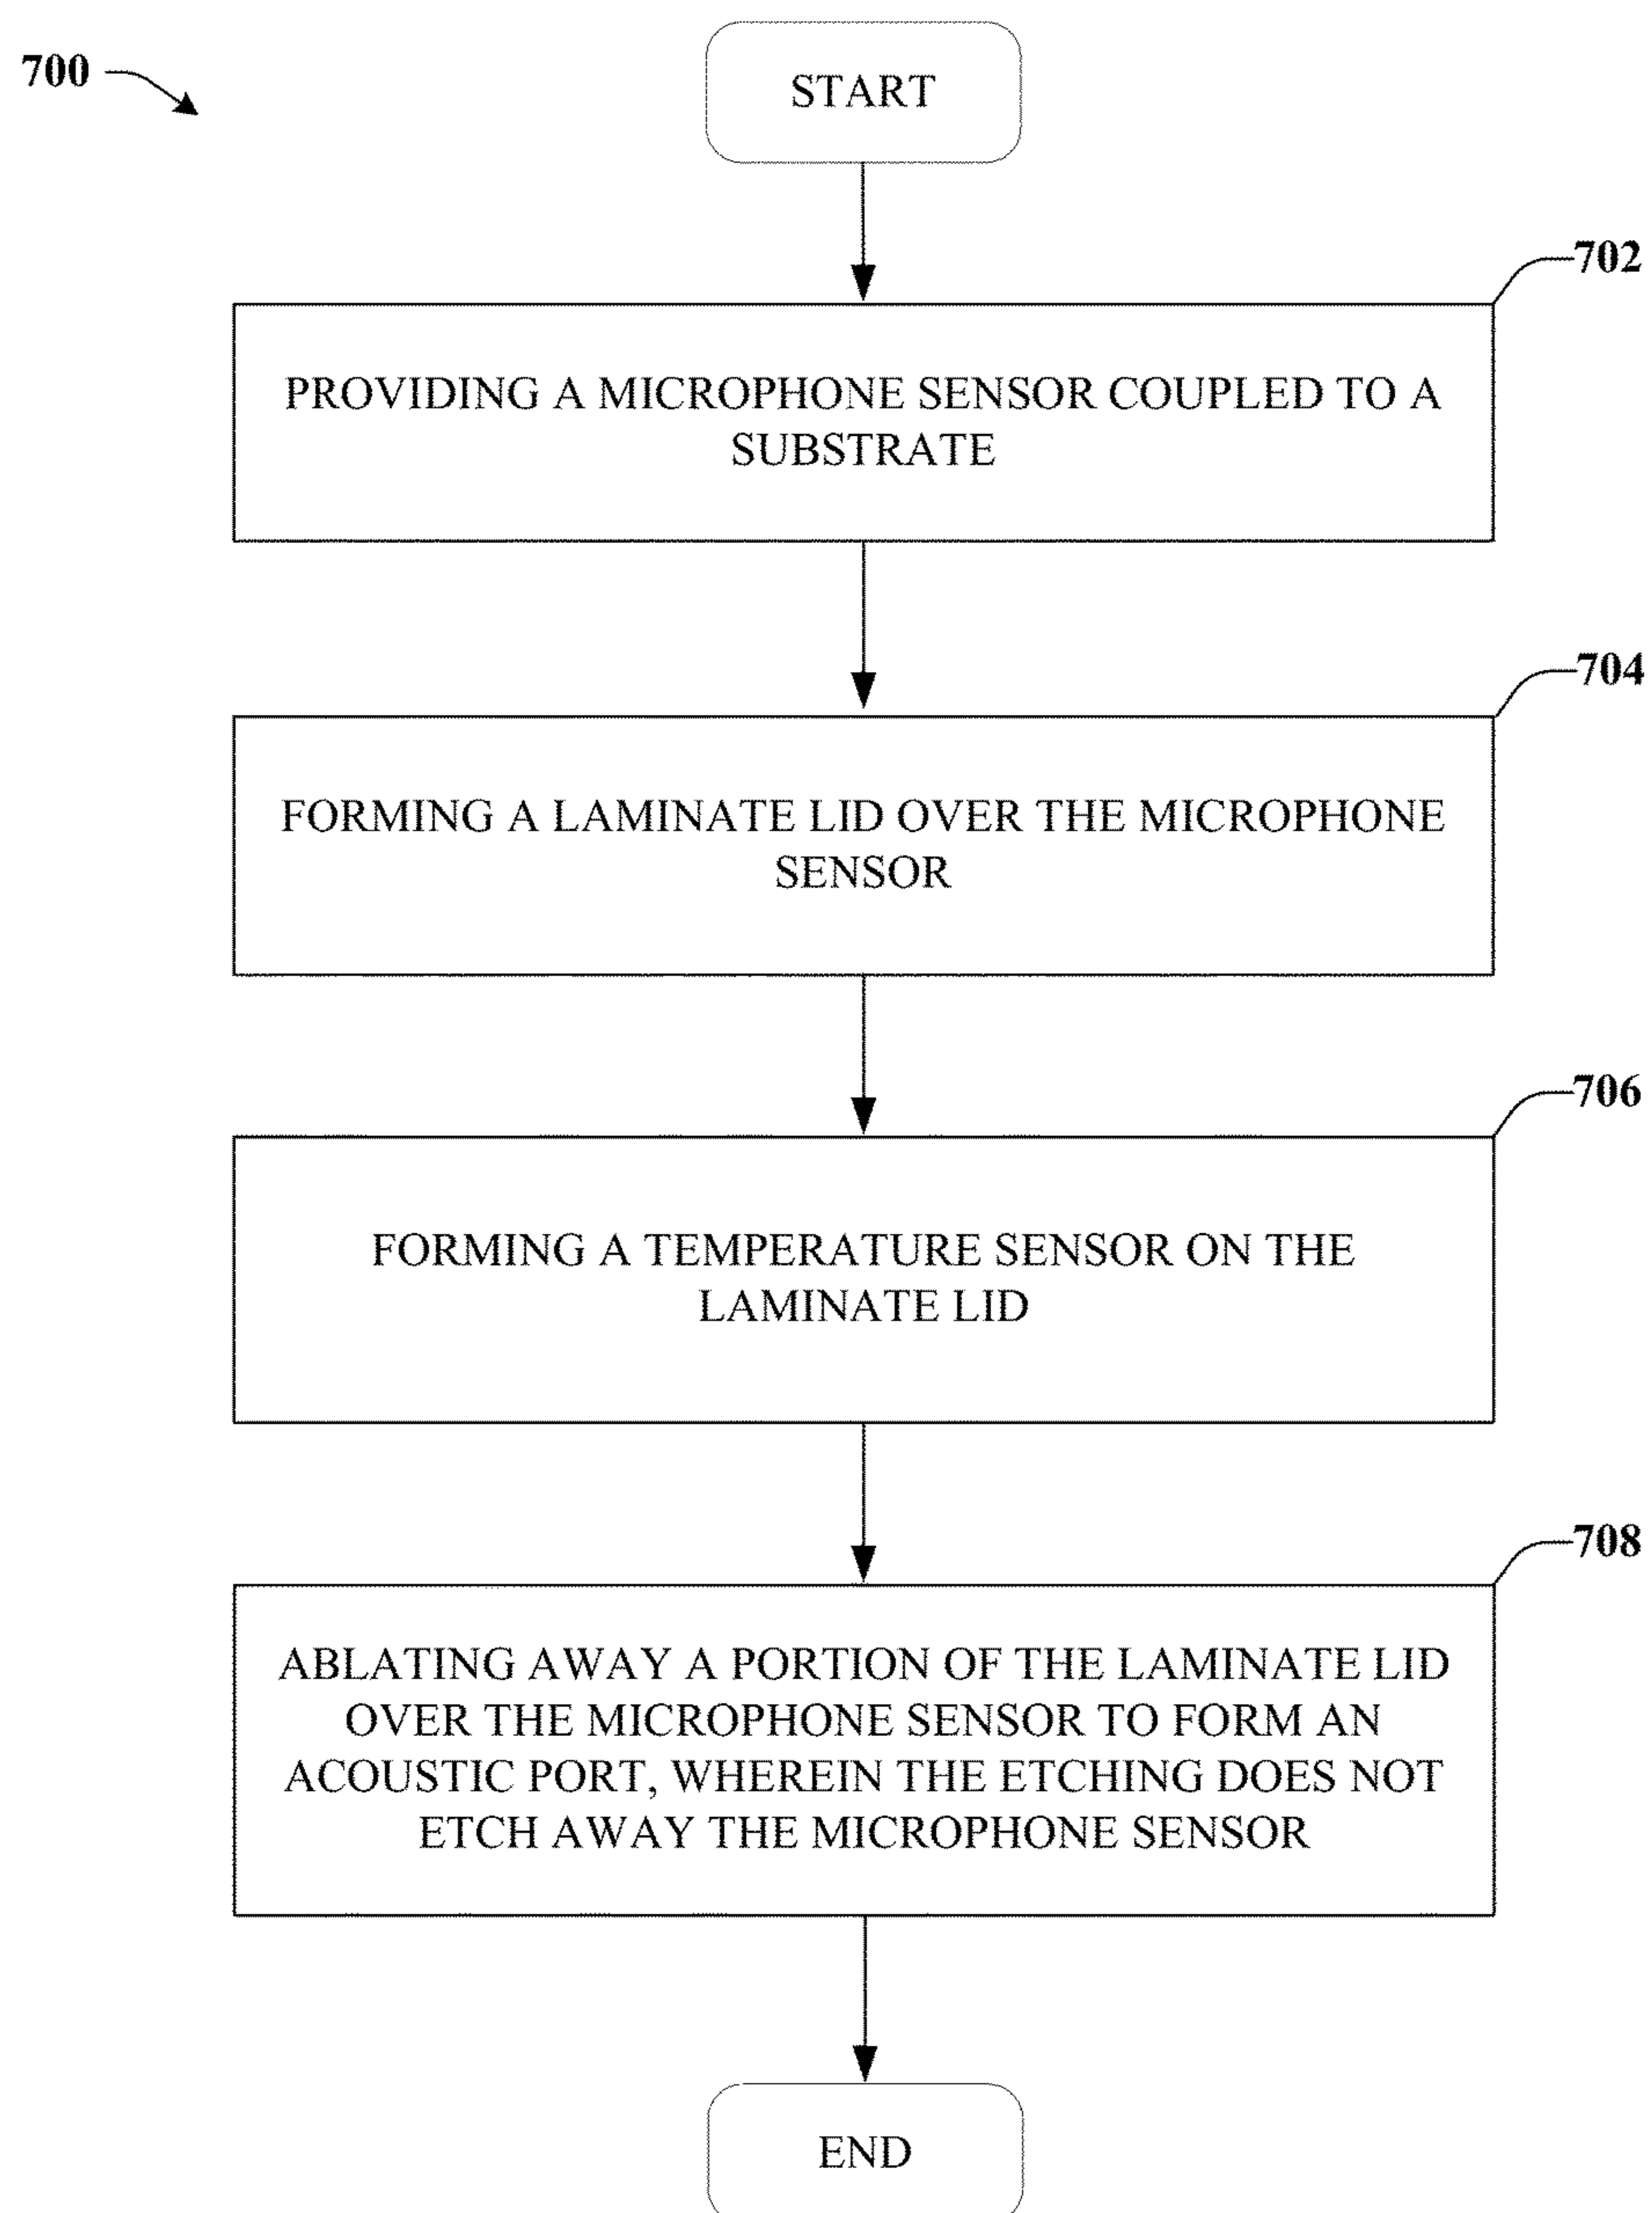 700
START
702
PROVIDING A MICROPHONE SENSOR COUPLED TO A
SUBSTRATE
704
FORMING A LAMINATE LID OVER THE MICROPHONE
SENSOR
706
FORMING A TEMPERATURE SENSOR ON THE
LAMINATE LID
708
ABLATING AWAY A PORTION OF THE LAMINATE LID
OVER THE MICROPHONE SENSOR TO FORM AN
ACOUSTIC PORT, WHEREIN THE ETCHING DOES NOT
ETCH AWAY THE MICROPHONE SENSOR
END